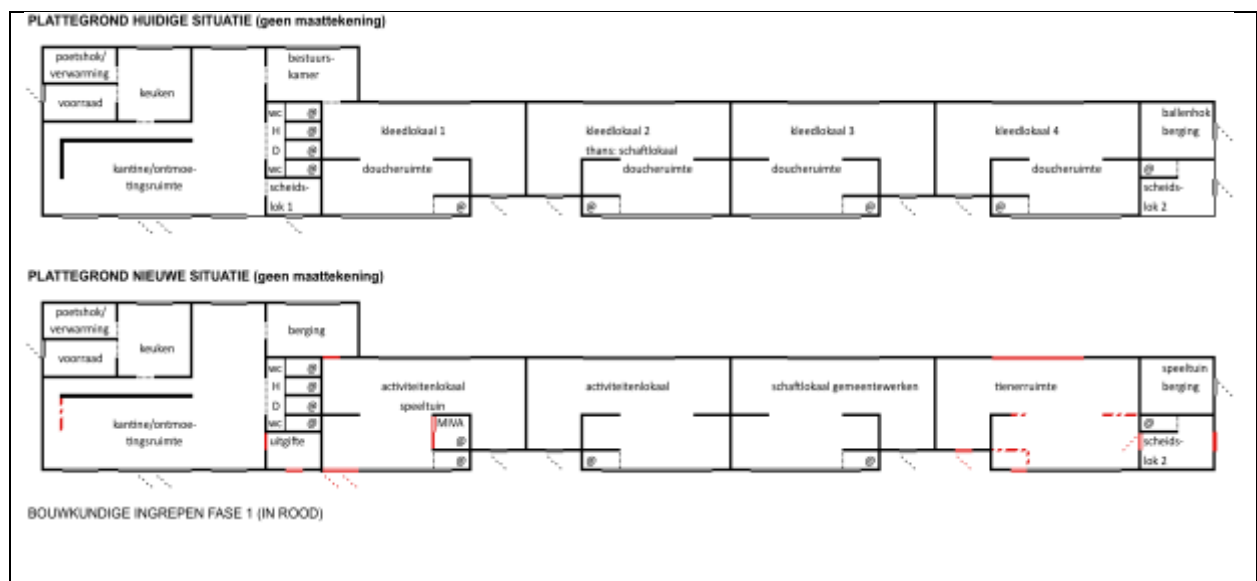 PLATTEGROND HUIDIGE SITUATIE (geen maattekening)
poetshok/
verwarming
voorraad
keuken
bestuurs-
kamer
wc @
H @
D @
wc @
scheids-
lok 1
kantine/ontmoe-
tingsruimte
kleedlokaal 1
doucheruimte
@
kleedlokaal 2
thans: schaftlokaal
doucheruimte
@
kleedlokaal 3
doucheruimte
@
kleedlokaal 4
doucheruimte
@
ballenhok
berging
@
scheids-
lok 2
PLATTEGROND NIEUWE SITUATIE (geen maattekening)
poetshok/
verwarming
voorraad
keuken
berging
wc @
H @
D @
wc @
uitgifte
kantine/ontmoe-
tingsruimte
activiteitenlokaal
speeltuin
MIVA
@
@
activiteitenlokaal
@
schaftlokaal gemeentewerken
@
tienerruimte
speeltuin
berging
@
scheids-
lok 2
BOUWKUNDIGE INGREPEN FASE 1 (IN ROOD)